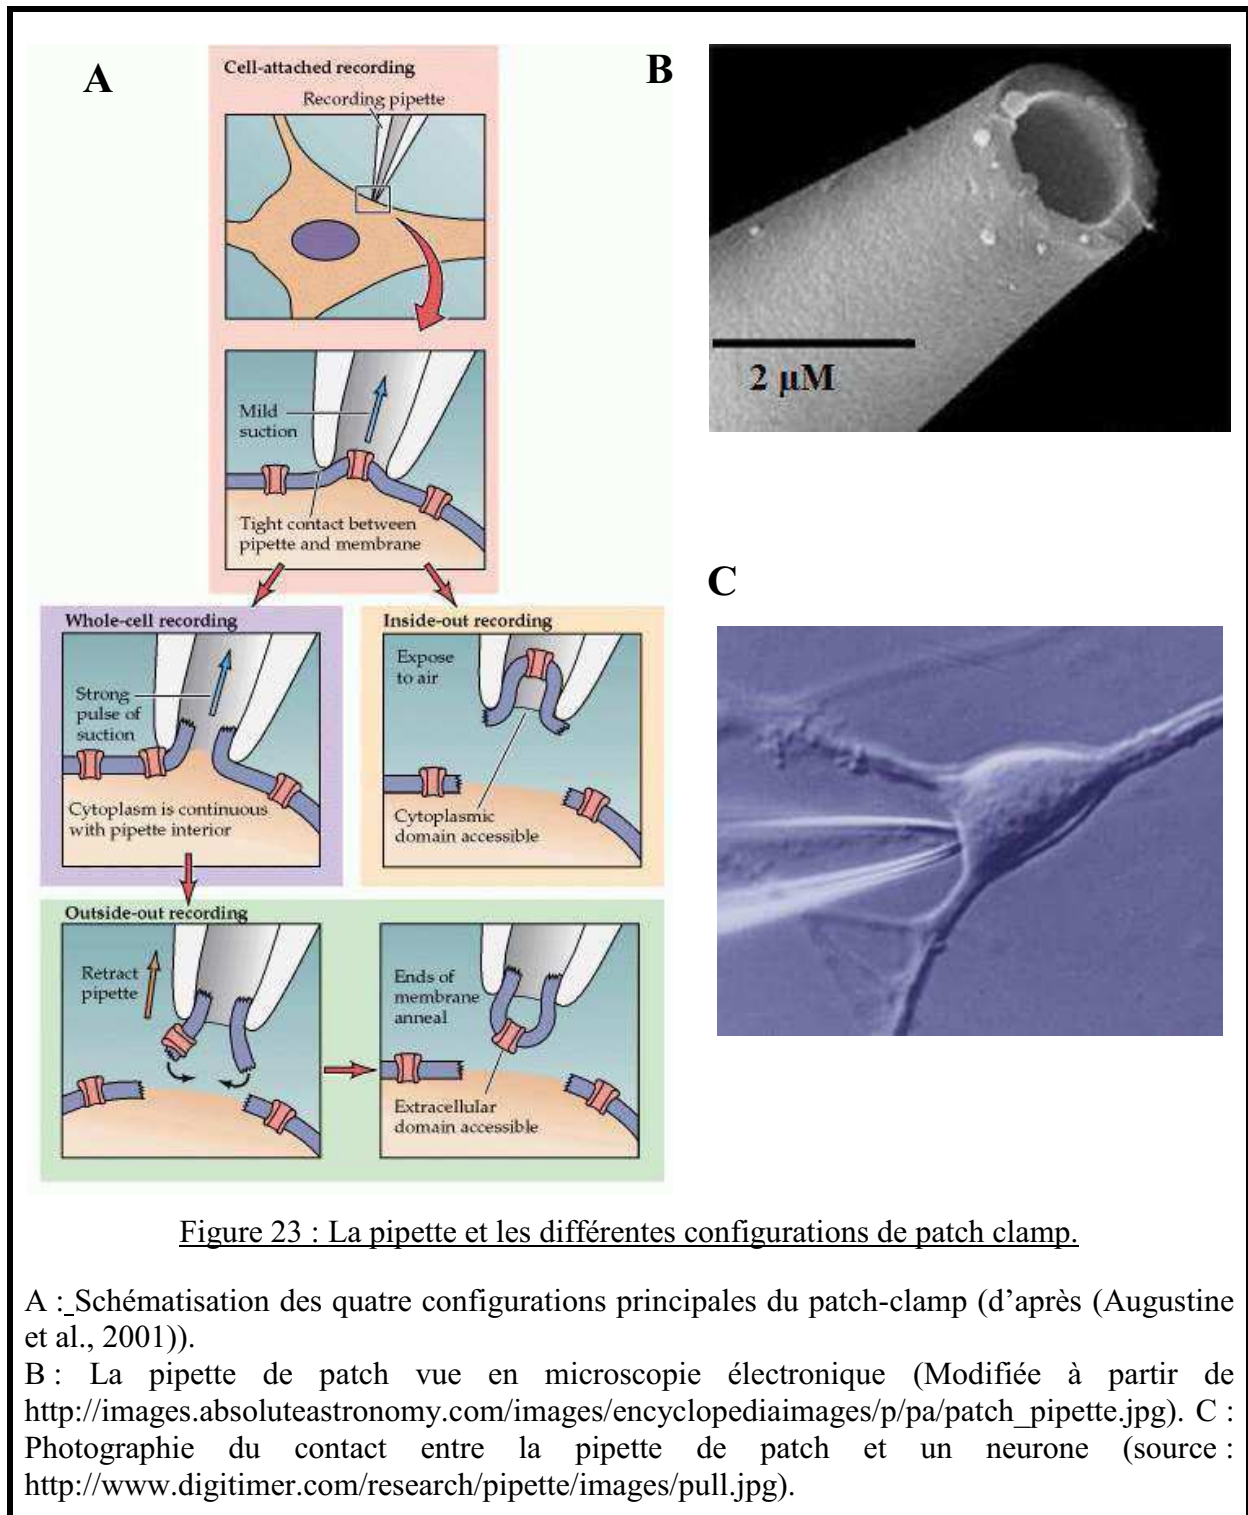 A
Cell-attached recording
Recording pipette
Mild
suction
Tight contact between
pipette and membrane
Whole-cell recording
Strong
pulse of
suction
Cytoplasm is continuous
with pipette interior
Inside-out recording
Expose
to air
Cytoplasmic
domain accessible
Outside-out recording
Retract
pipette
Ends of
membrane
anneal
Extracellular
domain accessible
B
2 µM
C
Figure 23 : La pipette et les différentes configurations de patch clamp.
A : Schématisation des quatre configurations principales du patch-clamp (d’après (Augustine
et al., 2001)).
B : La pipette de patch vue en microscopie électronique (Modifiée à partir de
http://images.absoluteastronomy.com/images/encyclopediaimages/p/pa/patch_pipette.jpg). C :
Photographie du contact entre la pipette de patch et un neurone (source :
http://www.digitimer.com/research/pipette/images/pull.jpg).